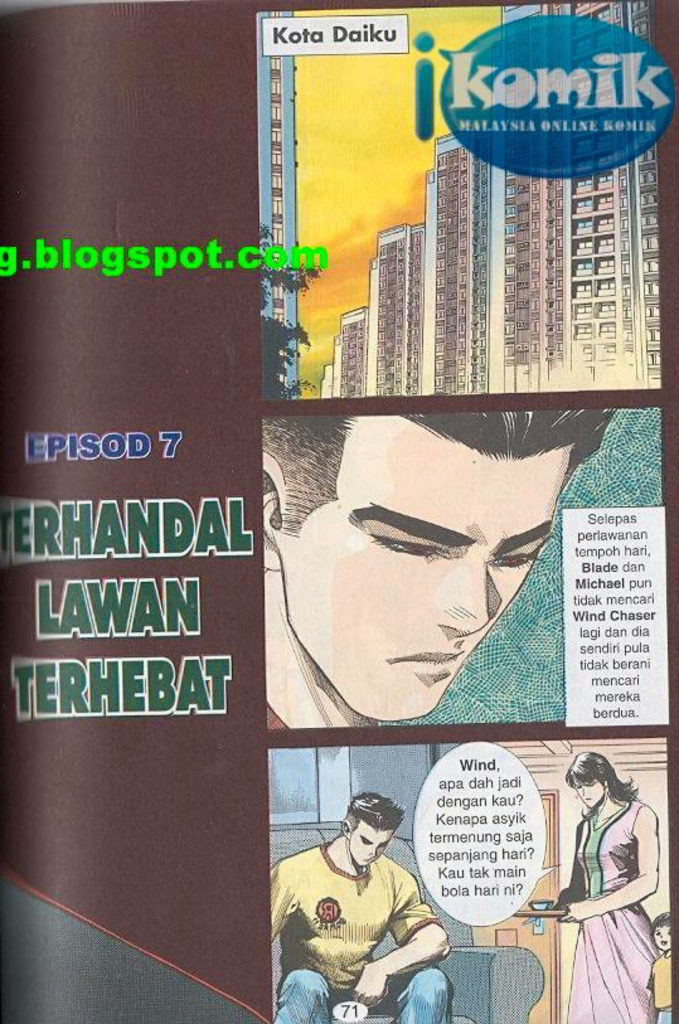 Kota Daiku
ikomik
MALAYSIA ONLINE KOMIK
g.blogspot.com
EPISOD 7
TERHANDAL
LAWAN
TERHEBAT
Selepas
perlawanan
tempoh hari,
Blade dan
Michael pun
tidak mencari
Wind Chaser
lagi dan dia
sendiri pula
tidak berani
mencari
mereka
berdua.
Wind,
apa dah jadi
dengan kau?
Kenapa asyik
termenung saja
sepanjang hari?
Kau tak main
bola hari ni?
71